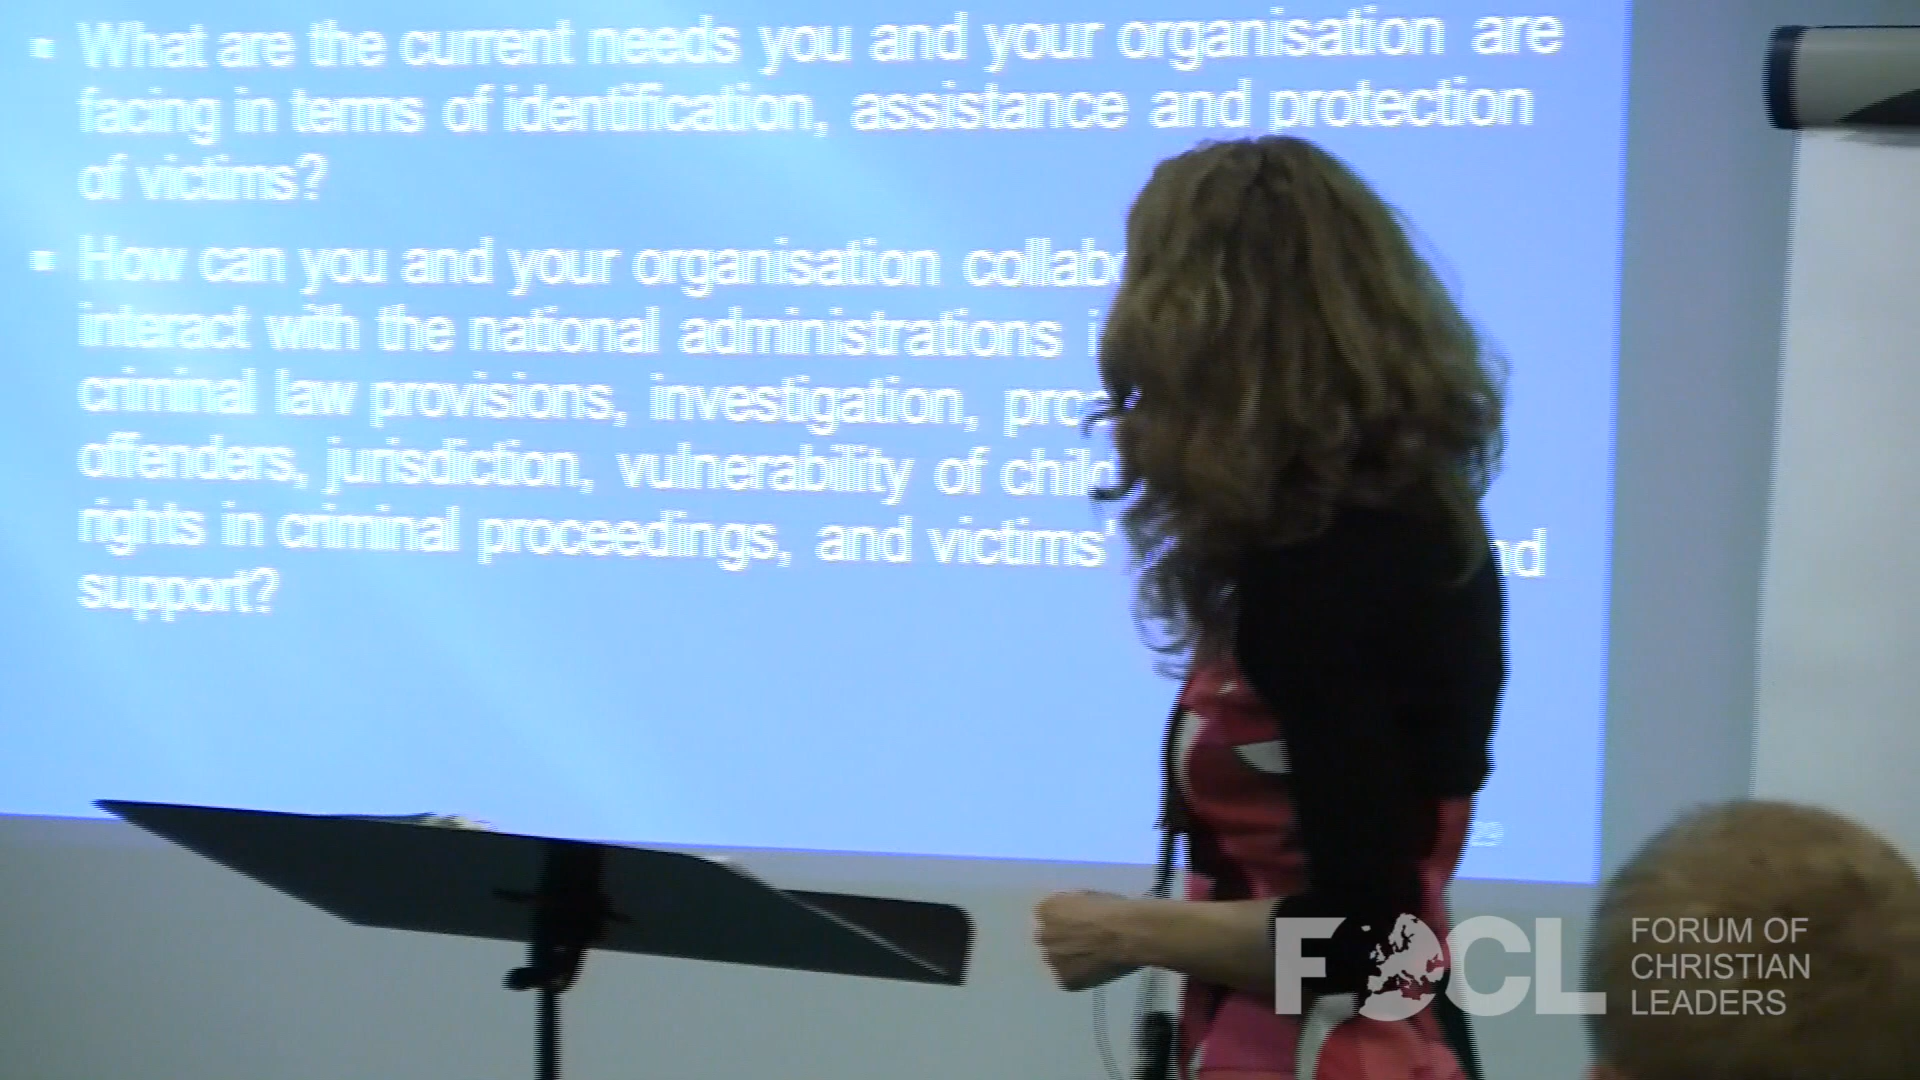 What are the current needs you and your organisation are
facing in terms of identification, assistance and protection
of victims?
How can you and your organisation
interact with the national administrations
criminal law provisions, investigation,
offenders, jurisdiction, vulnerability of
rights in criminal proceedings, and victims'
support?
FOCL
FORUM OF
CHRISTIAN
LEADERS